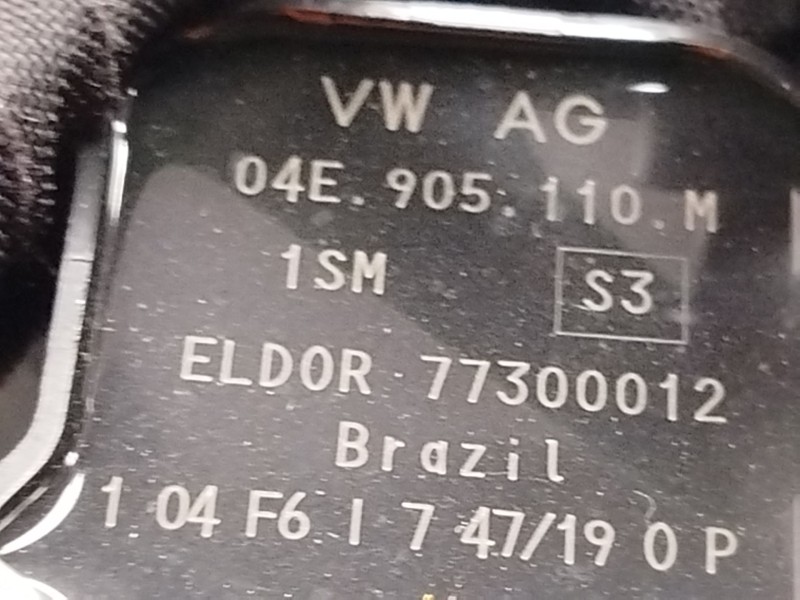 VW AG
04E.905.110.M
1SM S3
ELDOR 77300012
Brazil
1 04 F6 I 7 47/19 0 P